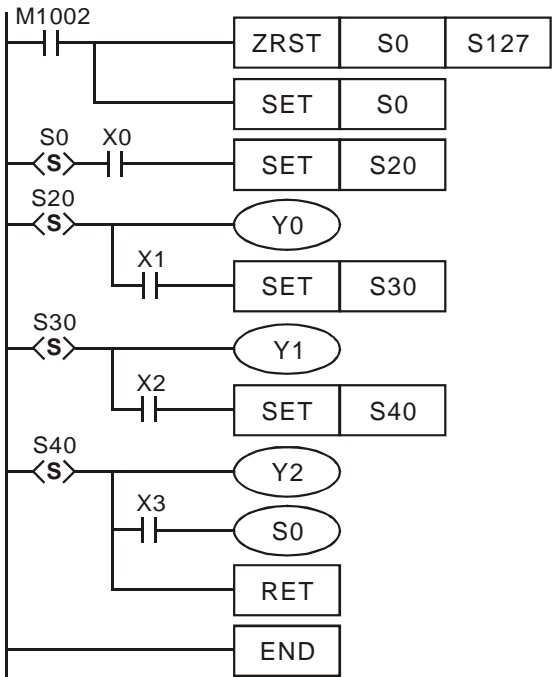 M1002
ZRST S0 S127
SET S0
S0 X0
S SET S20
S20
S Y0
X1
SET S30
S30
S Y1
X2
SET S40
S40
S Y2
X3
S0
RET
END